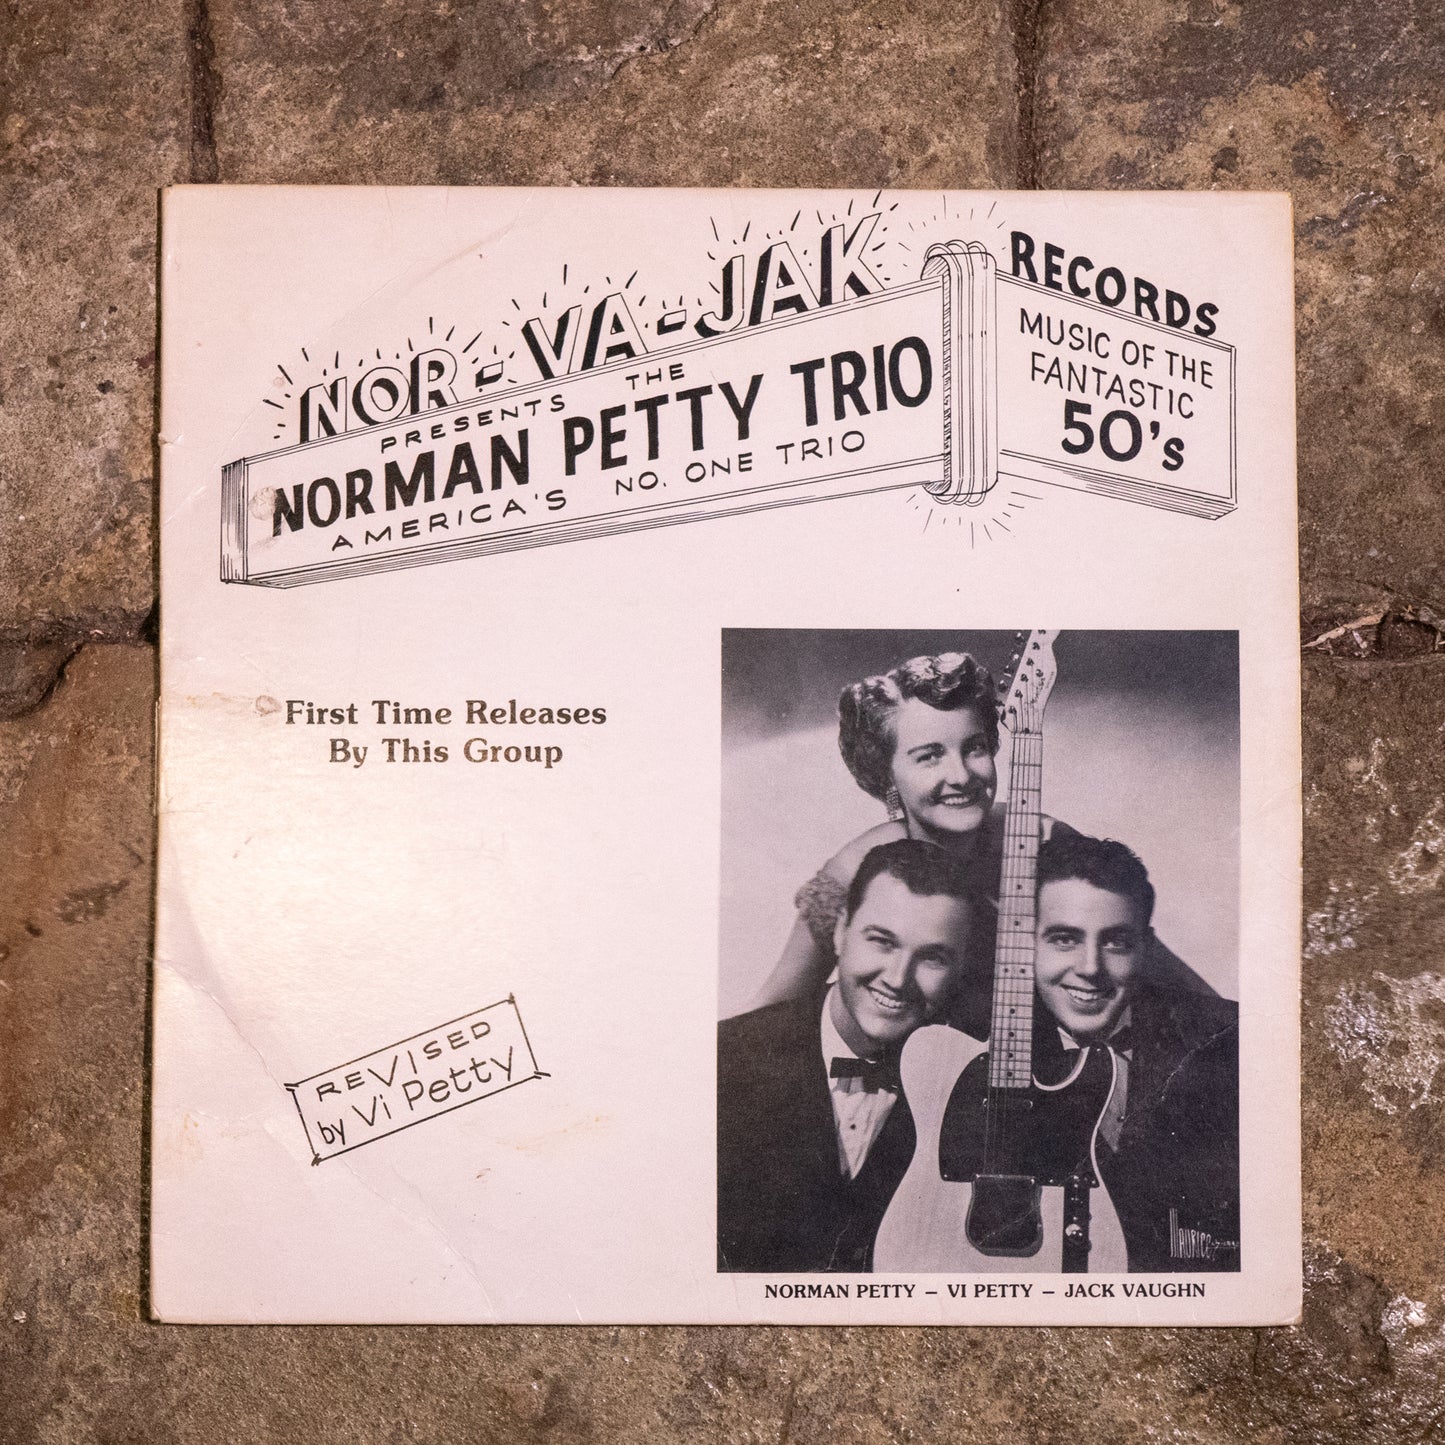 NOR-VA-JAK
RECORDS
PRESENTS THE
NORMAN PETTY TRIO
AMERICA'S NO. ONE TRIO
MUSIC OF THE
FANTASTIC
50's
First Time Releases
By This Group
REVISED
by Vi Petty
MAURICE
NORMAN PETTY – VI PETTY – JACK VAUGHN